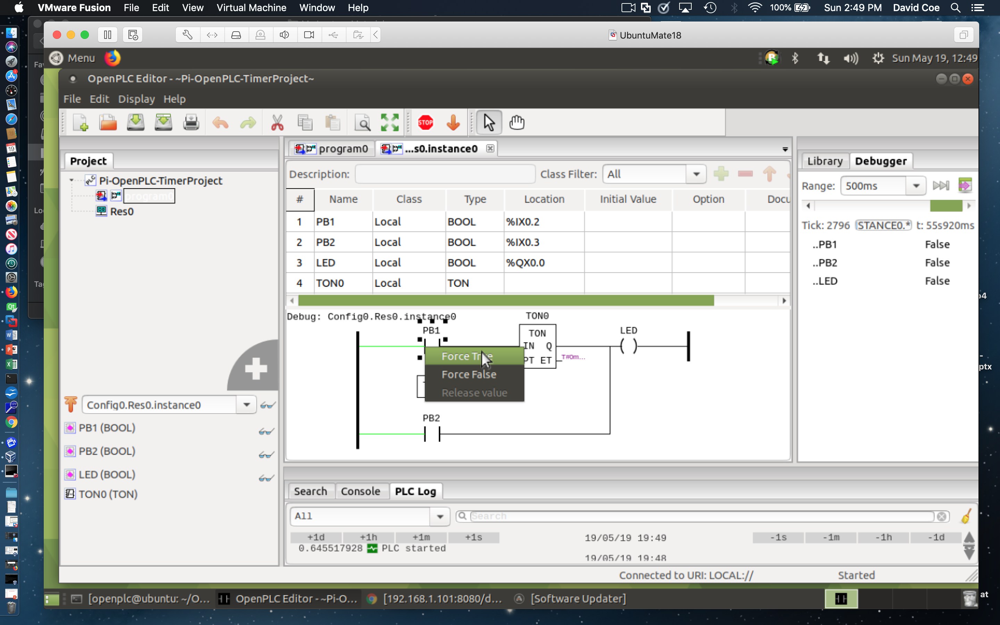 VMware Fusion File Edit View Virtual Machine Window Help 100% Sun 2:49 PM David Coe
UbuntuMate18
Menu Sun May 19, 12:49
OpenPLC Editor - ~Pi-OpenPLC-TimerProject~
File Edit Display Help
STOP
Project
Pi-OpenPLC-TimerProject
program0
Res0
program0 ...s0.instance0
Description: Class Filter: All
# Name Class Type Location Initial Value Option Docu
1 PB1 Local BOOL %IX0.2
2 PB2 Local BOOL %IX0.3
3 LED Local BOOL %QX0.0
4 TON0 Local TON
Library Debugger
Range: 500ms
Tick: 2796 STANCE0.* t: 55s920ms
..PB1 False
..PB2 False
..LED False
Debug: Config0.Res0.instance0
TON0
PB1
TON
IN Q
PT ET
T#0m...
LED
Force True
Force False
Release value
PB2
Config0.Res0.instance0
PB1 (BOOL)
PB2 (BOOL)
LED (BOOL)
TON0 (TON)
Search Console PLC Log
All Search
+1d +1h +1m +1s 19/05/19 19:49 -1s -1m -1h -1d
0.645517928 PLC started
19/05/19 19:48
Connected to URI: LOCAL:// Started
[openplc@ubuntu: ~/O... OpenPLC Editor - ~Pi-O... [192.168.1.101:8080/d... [Software Updater]
ptx
at